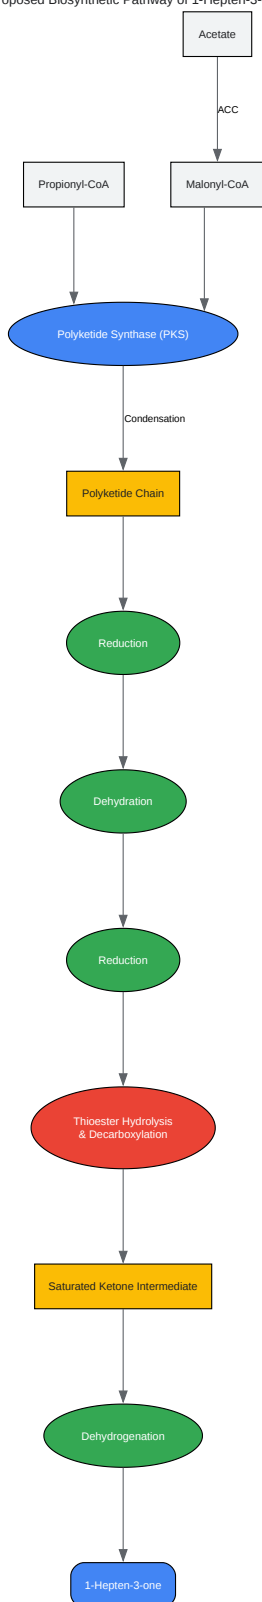 oposed Biosynthetic Pathway of 1-Hepten-3-
Acetate
ACC
Propionyl-CoA
Malonyl-CoA
Polyketide Synthase (PKS)
Condensation
Polyketide Chain
Reduction
Dehydration
Reduction
Thioester Hydrolysis
& Decarboxylation
Saturated Ketone Intermediate
Dehydrogenation
1-Hepten-3-one